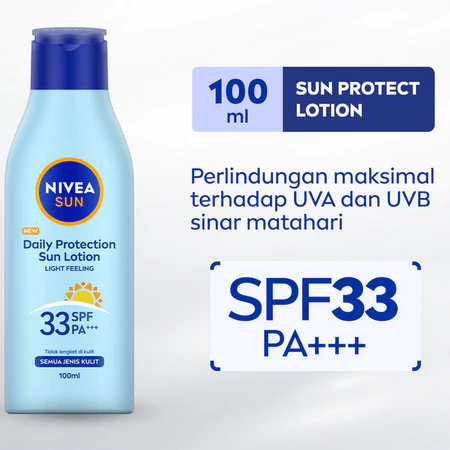 NIVEA
SUN
NEW
Daily Protection
Sun Lotion
LIGHT FEELING
33 SPF
PA+++
Tidak lengket di kulit
SEMUA JENIS KULIT
100ml
100
ml
SUN PROTECT
LOTION
Perlindungan maksimal
terhadap UVA dan UVB
sinar matahari
SPF33
PA+++